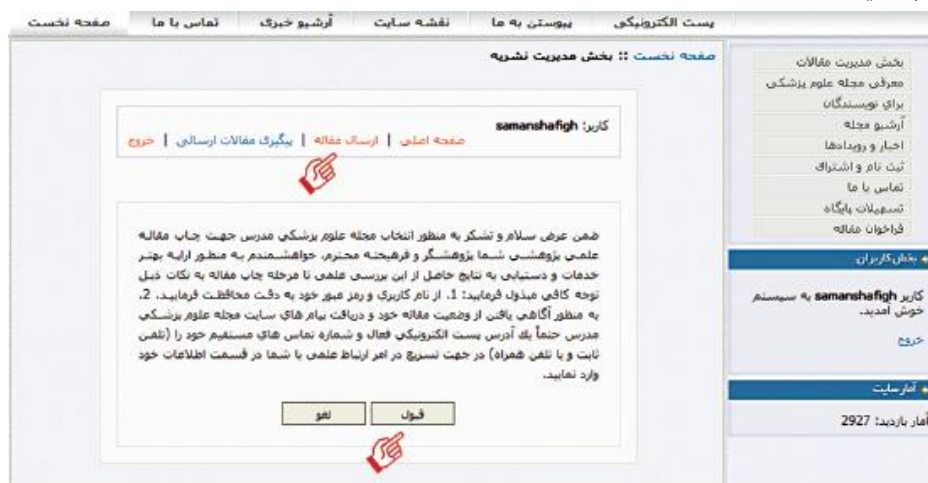 صفحه نخست تماس با ما آرشیو خبری نقشه سایت پیوستن به ما پست الکترونیکی
صفحه نخست :: بخش مدیریت نشریه
بخش مدیریت مقالات
معرفی مجله علوم پزشکی
برای نویسندگان
آرشیو مجله
اخبار و رویدادها
ثبت نام و اشتراك
تماس با ما
تسهیلات پایگاه
فراخوان مقاله
بخش کاربران
کاربر samanshafigh به سیستم
خوش آمدید.
خروج
آمار سایت
آمار بازدید: 2927
کاربر: samanshafigh
صفحه اصلی | ارسال مقاله | پیگیری مقالات ارسالی | خروج
ضمن عرض سلام و تشکر به منظور انتخاب مجله علوم پزشکی مدرس جهت چاپ مقاله
علمی پژوهشی شما پژوهشگر و فرهیخته محترم، خواهشمندم به منظور ارایه بهتر
خدمات و دستیابی به نتایج حاصل از این بررسی علمی تا مرحله چاپ مقاله به نکات ذیل
توجه کافی مبذول فرمایید: 1. از نام کاربری و رمز عبور خود به دقت محافظت فرمایید. 2.
به منظور آگاهی یافتن از وضعیت مقاله خود و دریافت پیام های سایت مجله علوم پزشکی
مدرس حتماً یك آدرس پست الکترونیکی فعال و شماره تماس های مستقیم خود را (تلفن
ثابت و یا تلفن همراه) در جهت تسریع در امر ارتباط علمی با شما در قسمت اطلاعات خود
وارد نمایید.
قبول لغو